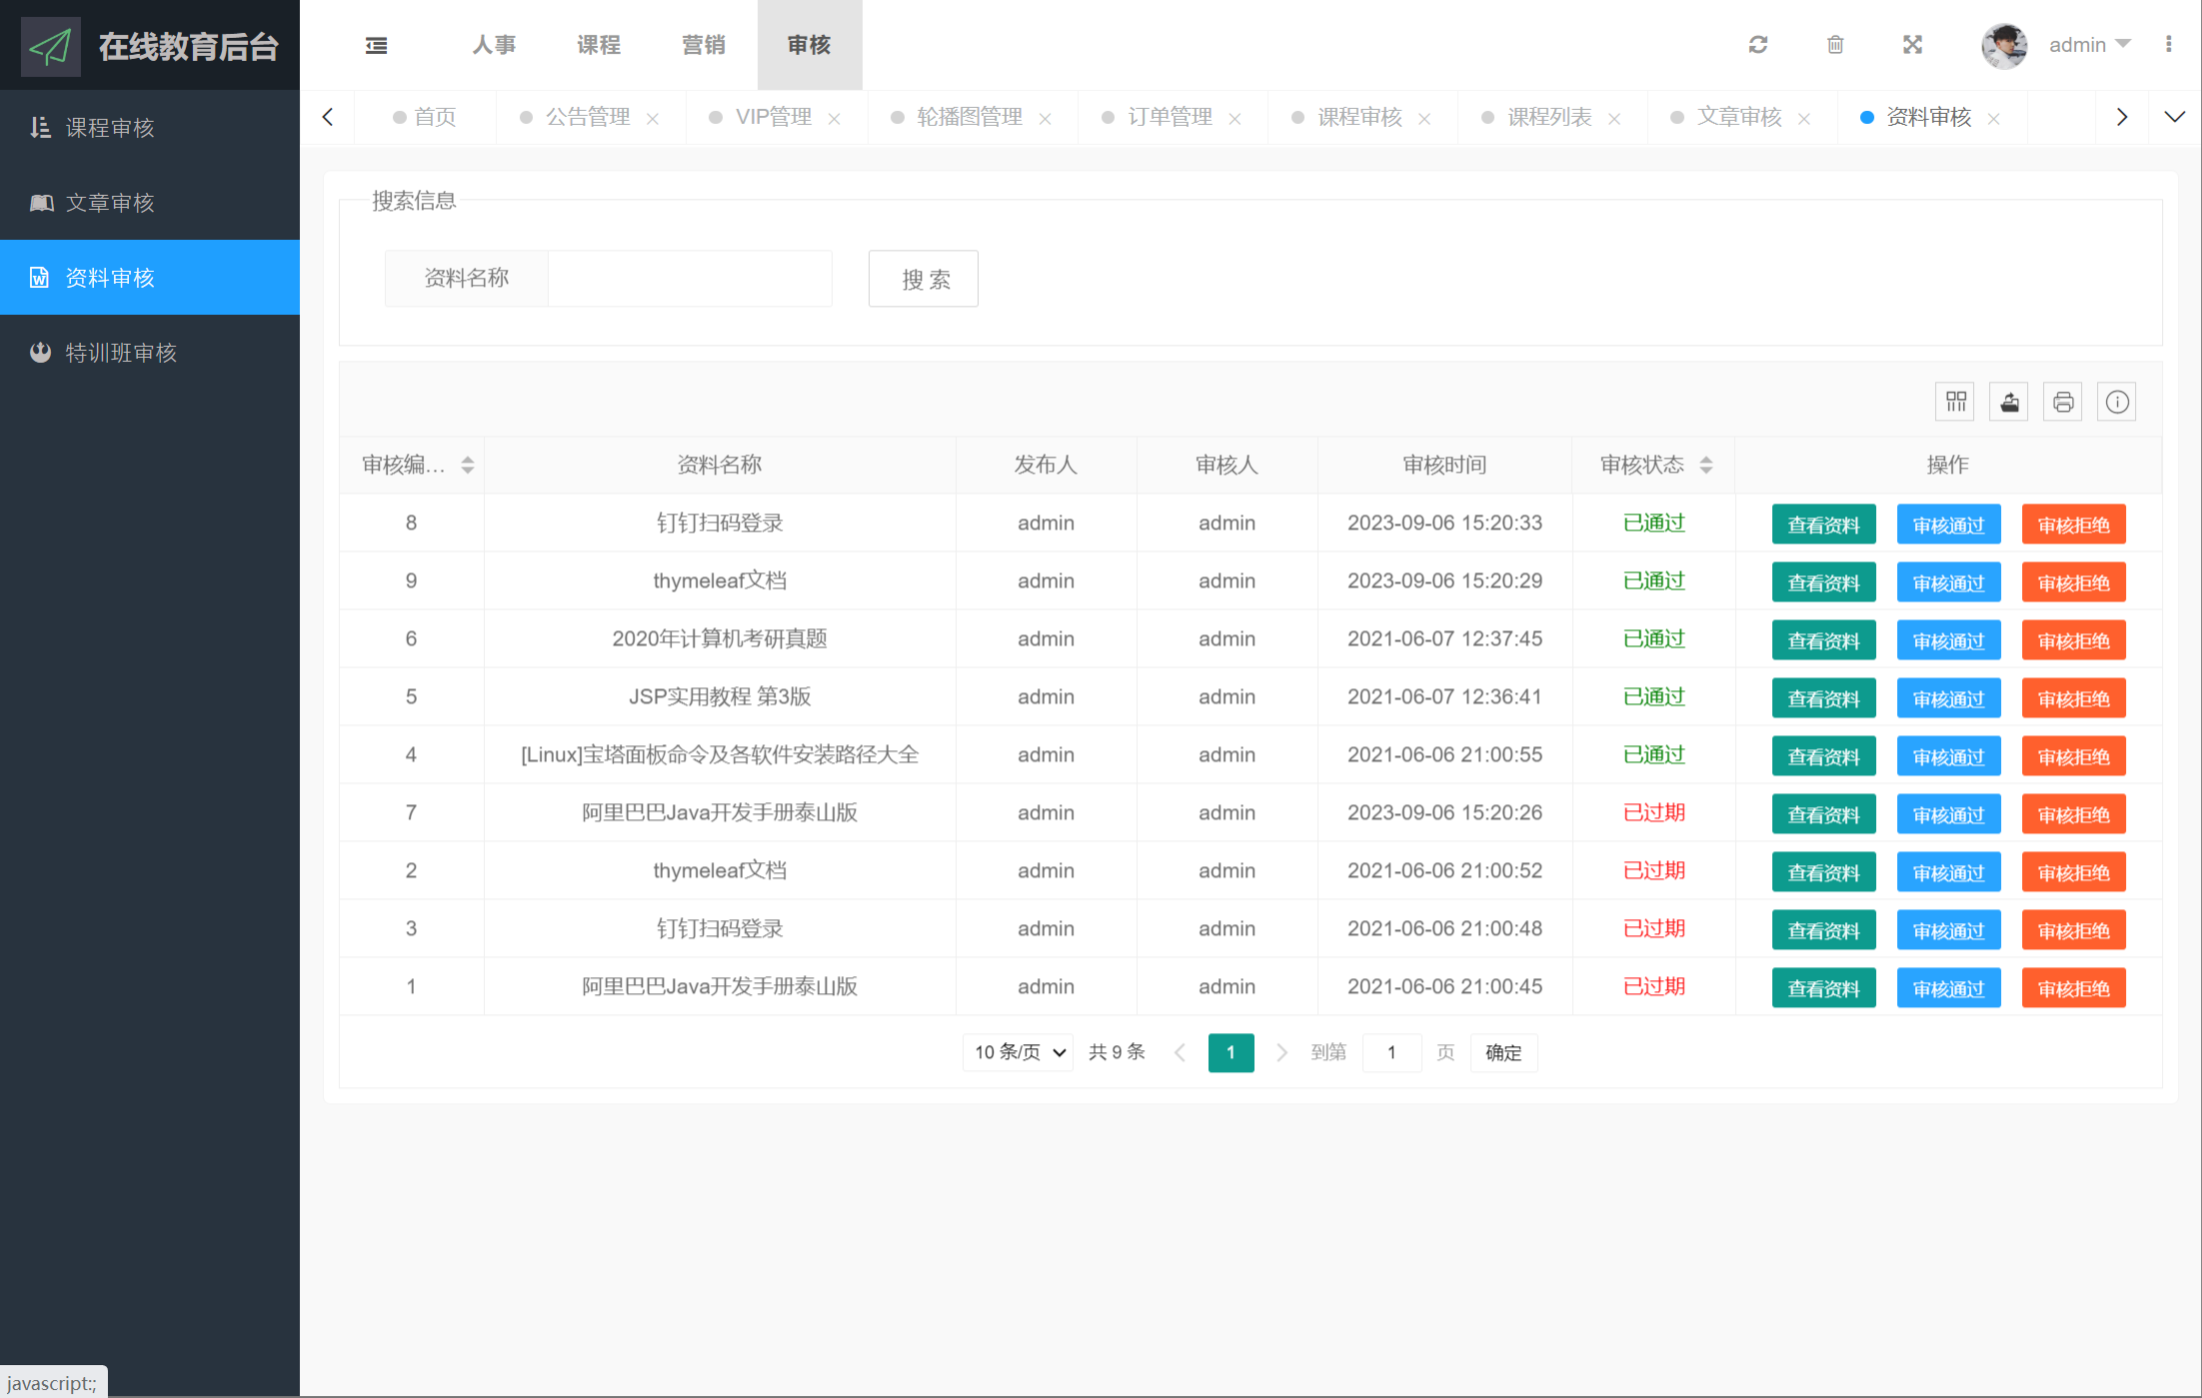 在线教育后台
人事 课程 营销 审核
admin
首页 公告管理 VIP管理 轮播图管理 订单管理 课程审核 课程列表 文章审核 资料审核
课程审核
文章审核
资料审核
特训班审核
搜索信息
资料名称 搜 索
审核编... 资料名称 发布人 审核人 审核时间 审核状态 操作
8 钉钉扫码登录 admin admin 2023-09-06 15:20:33 已通过 查看资料 审核通过 审核拒绝
9 thymeleaf文档 admin admin 2023-09-06 15:20:29 已通过 查看资料 审核通过 审核拒绝
6 2020年计算机考研真题 admin admin 2021-06-07 12:37:45 已通过 查看资料 审核通过 审核拒绝
5 JSP实用教程 第3版 admin admin 2021-06-07 12:36:41 已通过 查看资料 审核通过 审核拒绝
4 [Linux]宝塔面板命令及各软件安装路径大全 admin admin 2021-06-06 21:00:55 已通过 查看资料 审核通过 审核拒绝
7 阿里巴巴Java开发手册泰山版 admin admin 2023-09-06 15:20:26 已过期 查看资料 审核通过 审核拒绝
2 thymeleaf文档 admin admin 2021-06-06 21:00:52 已过期 查看资料 审核通过 审核拒绝
3 钉钉扫码登录 admin admin 2021-06-06 21:00:48 已过期 查看资料 审核通过 审核拒绝
1 阿里巴巴Java开发手册泰山版 admin admin 2021-06-06 21:00:45 已过期 查看资料 审核通过 审核拒绝
10 条/页 共 9 条 1 到第 1 页 确定
javascript:;